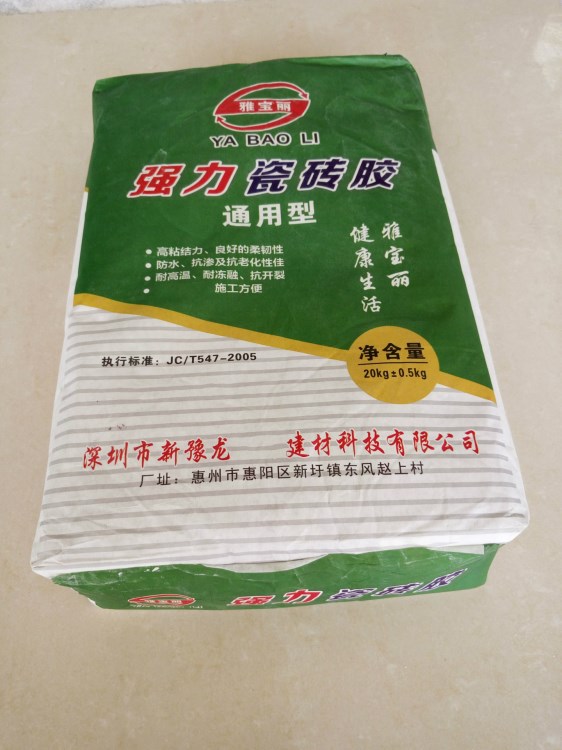 雅宝丽
YA BAO LI
强力瓷砖胶
通用型
• 高粘结力、良好的柔韧性
• 防水、抗渗及抗老化性佳
• 耐高温、耐冻融、抗开裂
• 施工方便
雅宝丽
健康生活
执行标准：JC/T547-2005
净含量
20kg±0.5kg
深圳市新豫龙 建材科技有限公司
厂址：惠州市惠阳区新圩镇东风赵上村
雅宝丽
强力瓷砖胶